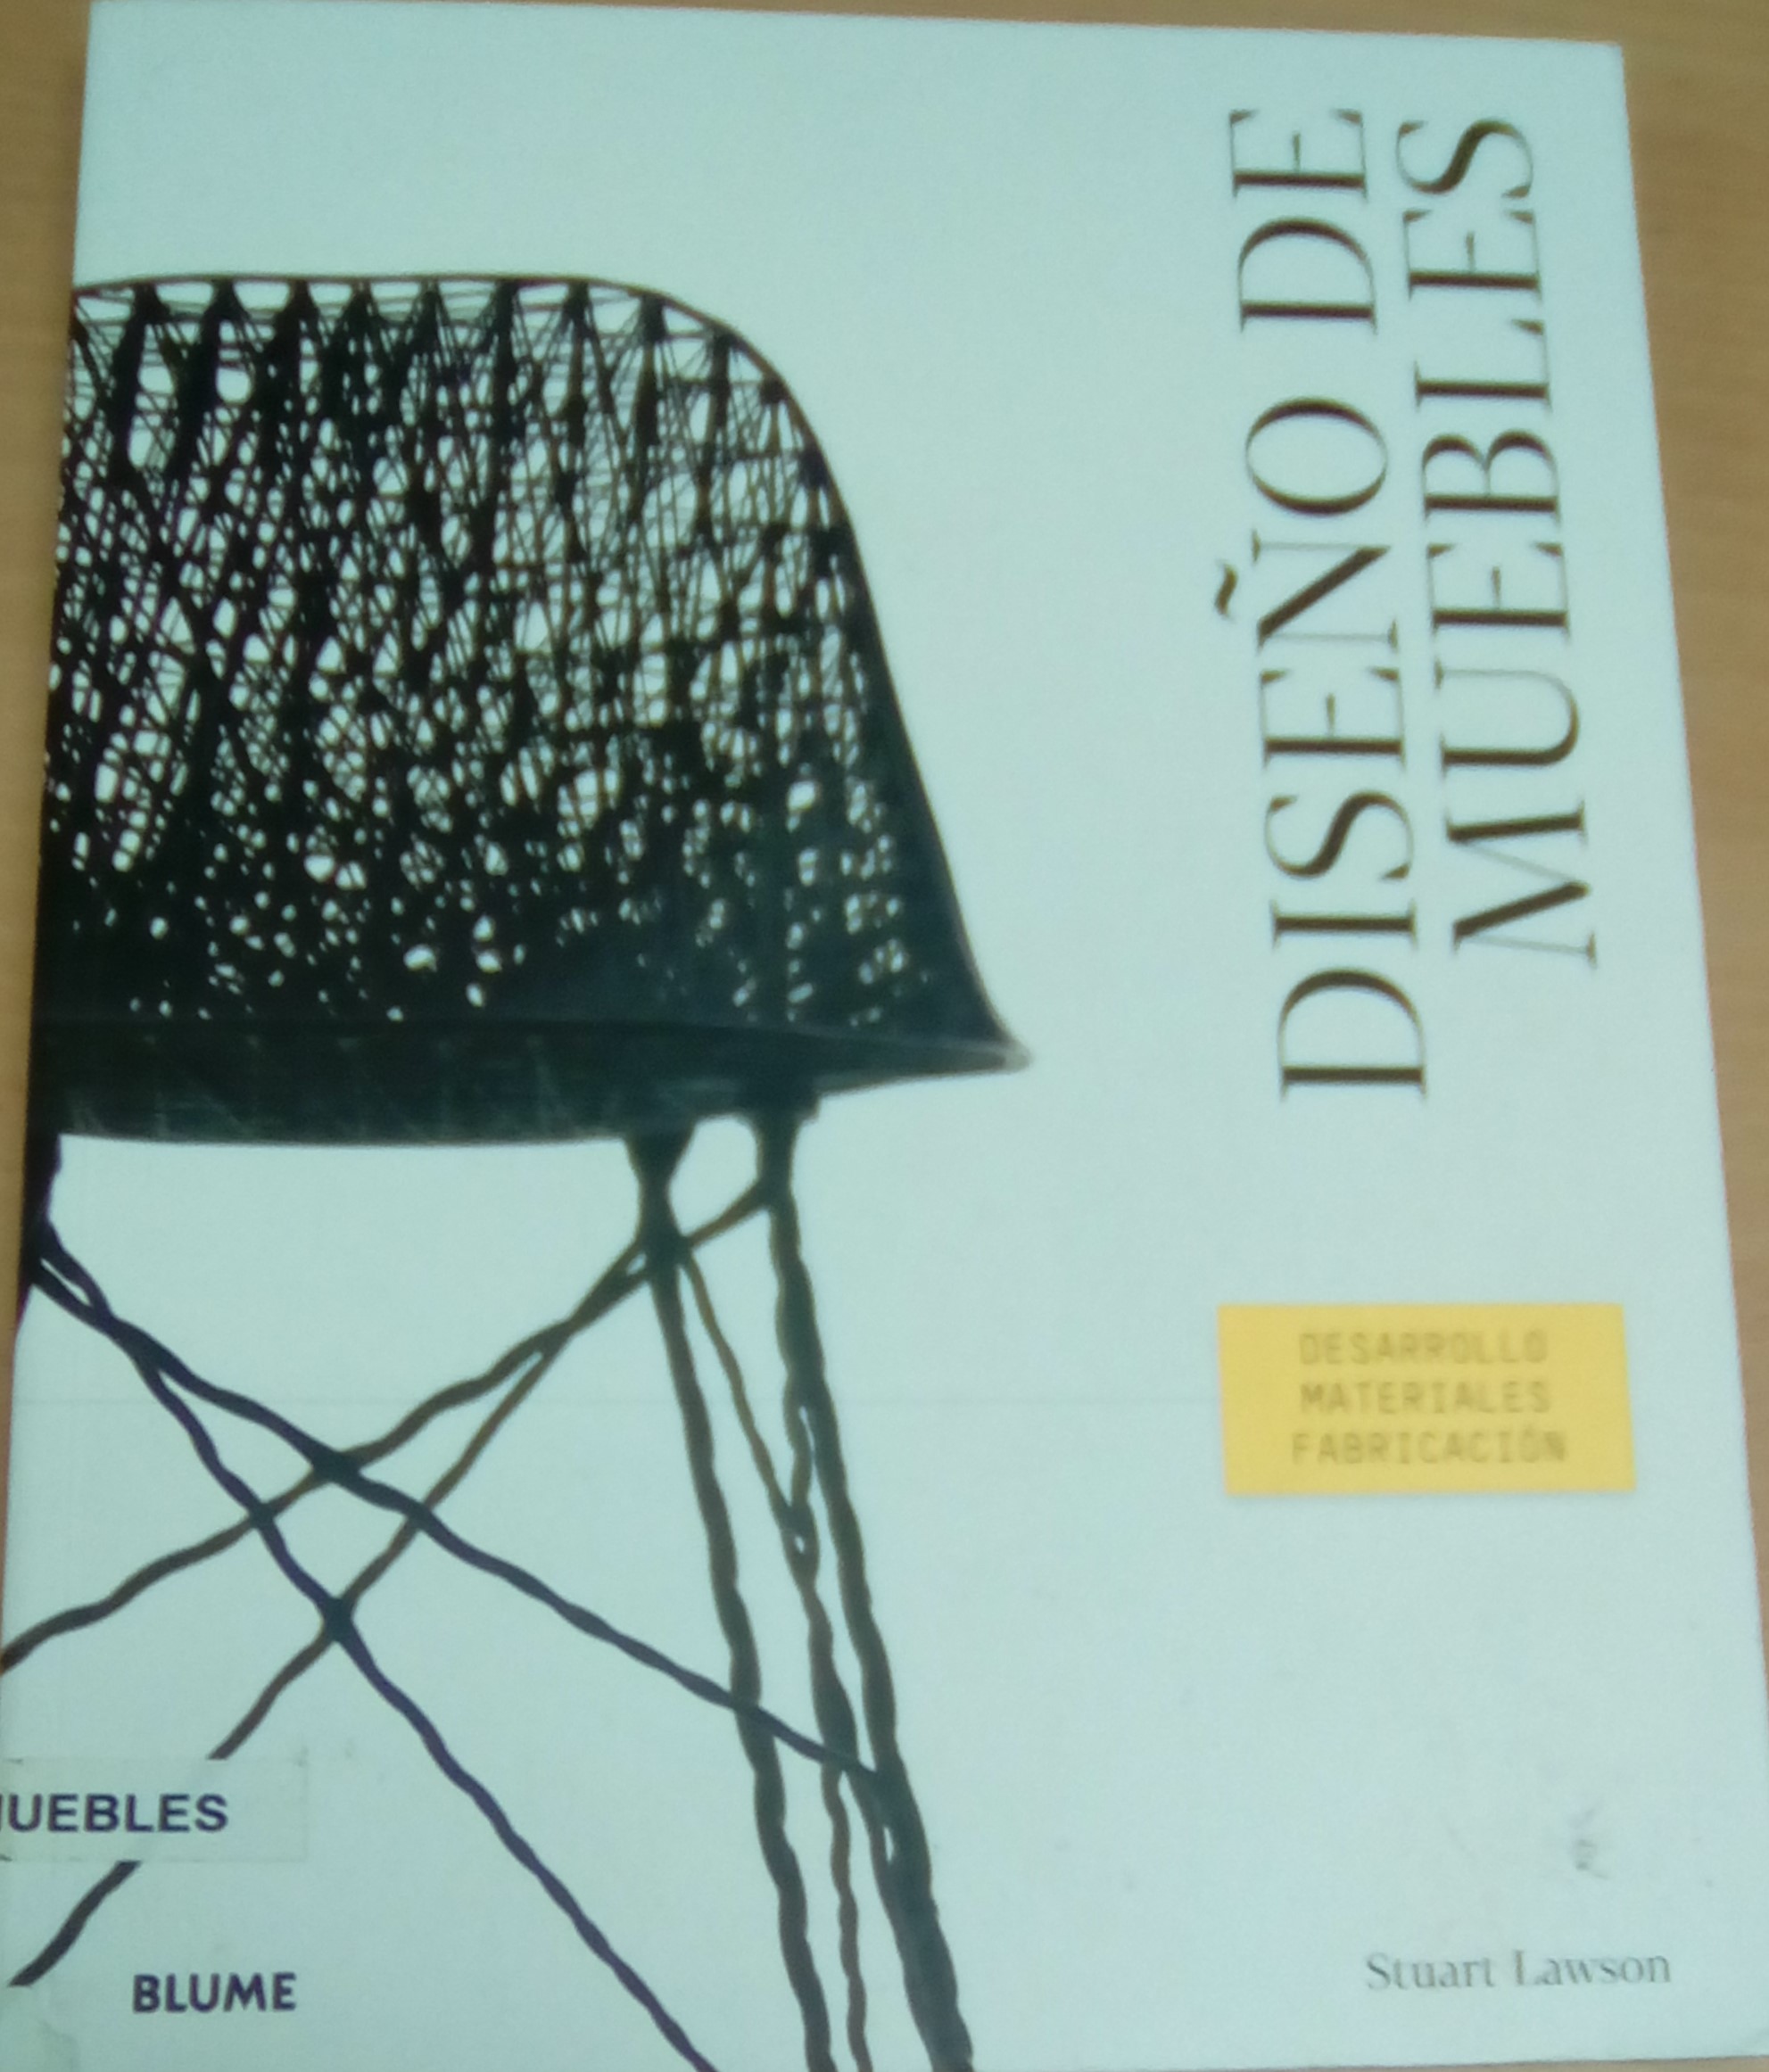 DISEÑO DE
MUEBLES
DESARROLLO
MATERIALES
FABRICACIÓN
UEBLES
BLUME
Stuart Lawson